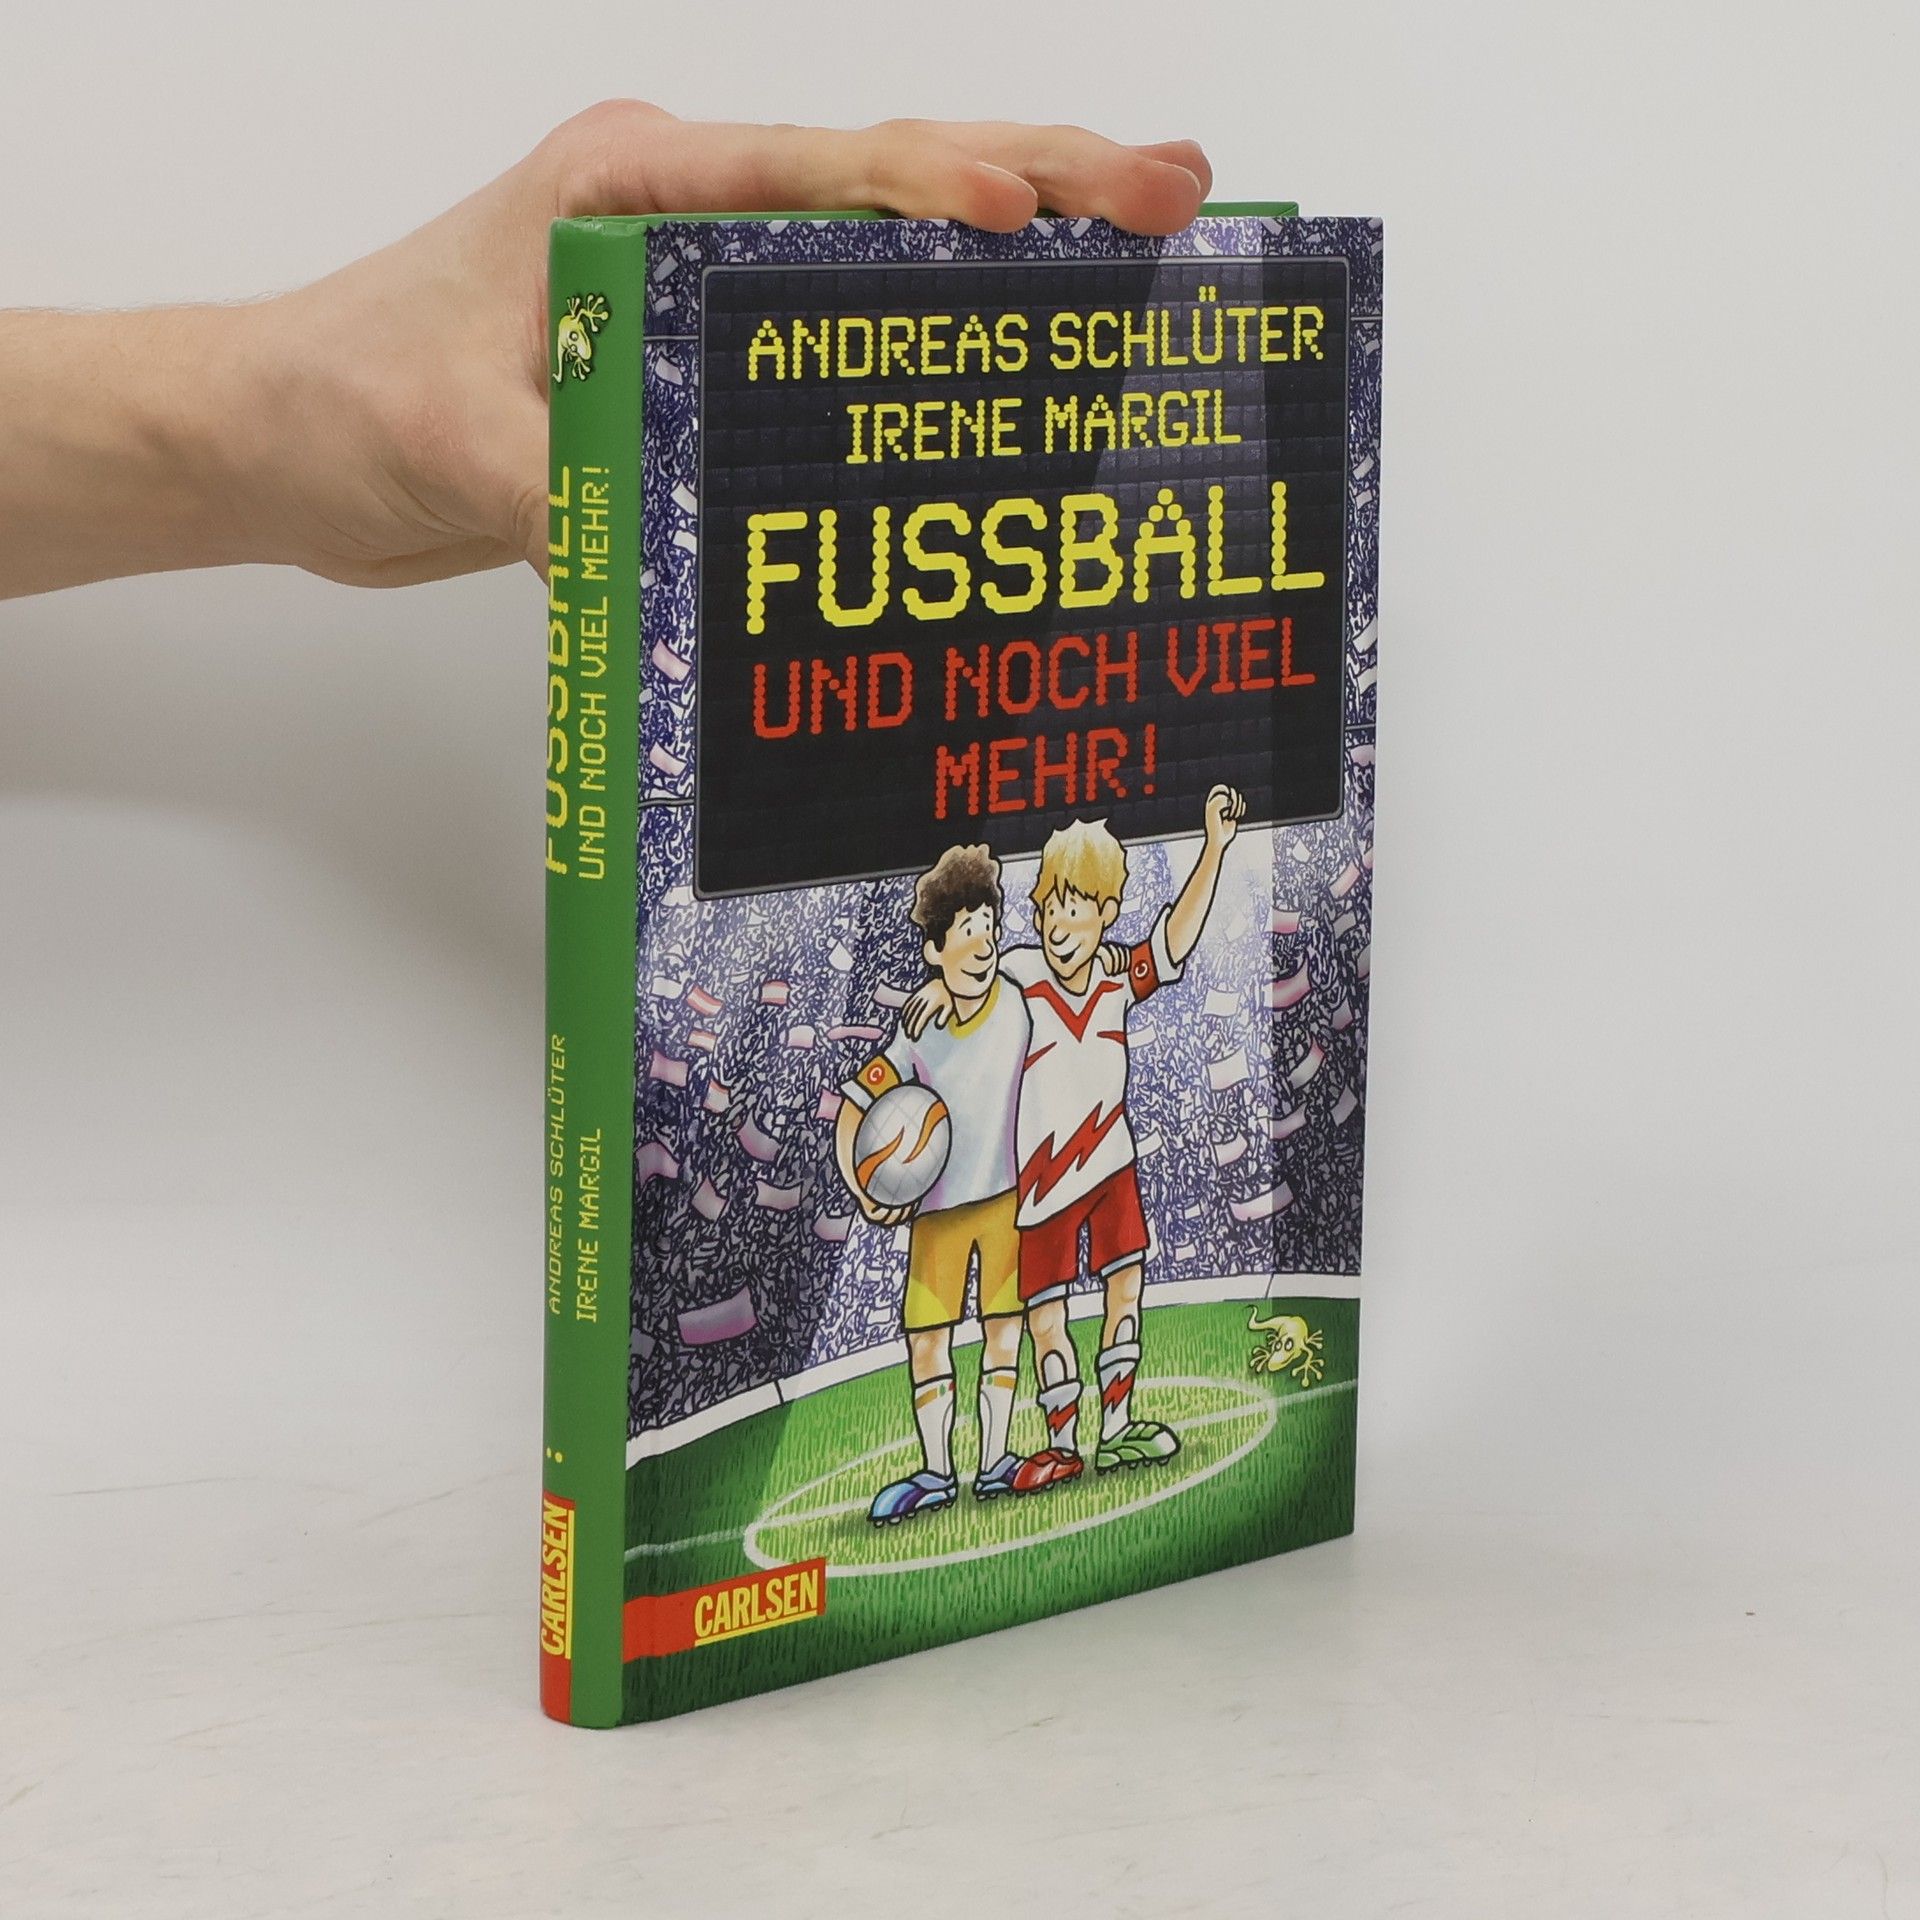 ANDREAS SCHLÜTER
IRENE MARGIL
FUSSBALL
UND NOCH VIEL
MEHR!
C
C
CARLSEN
FUSSBALL
UND NOCH VIEL MEHR!
ANDREAS SCHLÜTER
IRENE MARGIL
CARLSEN